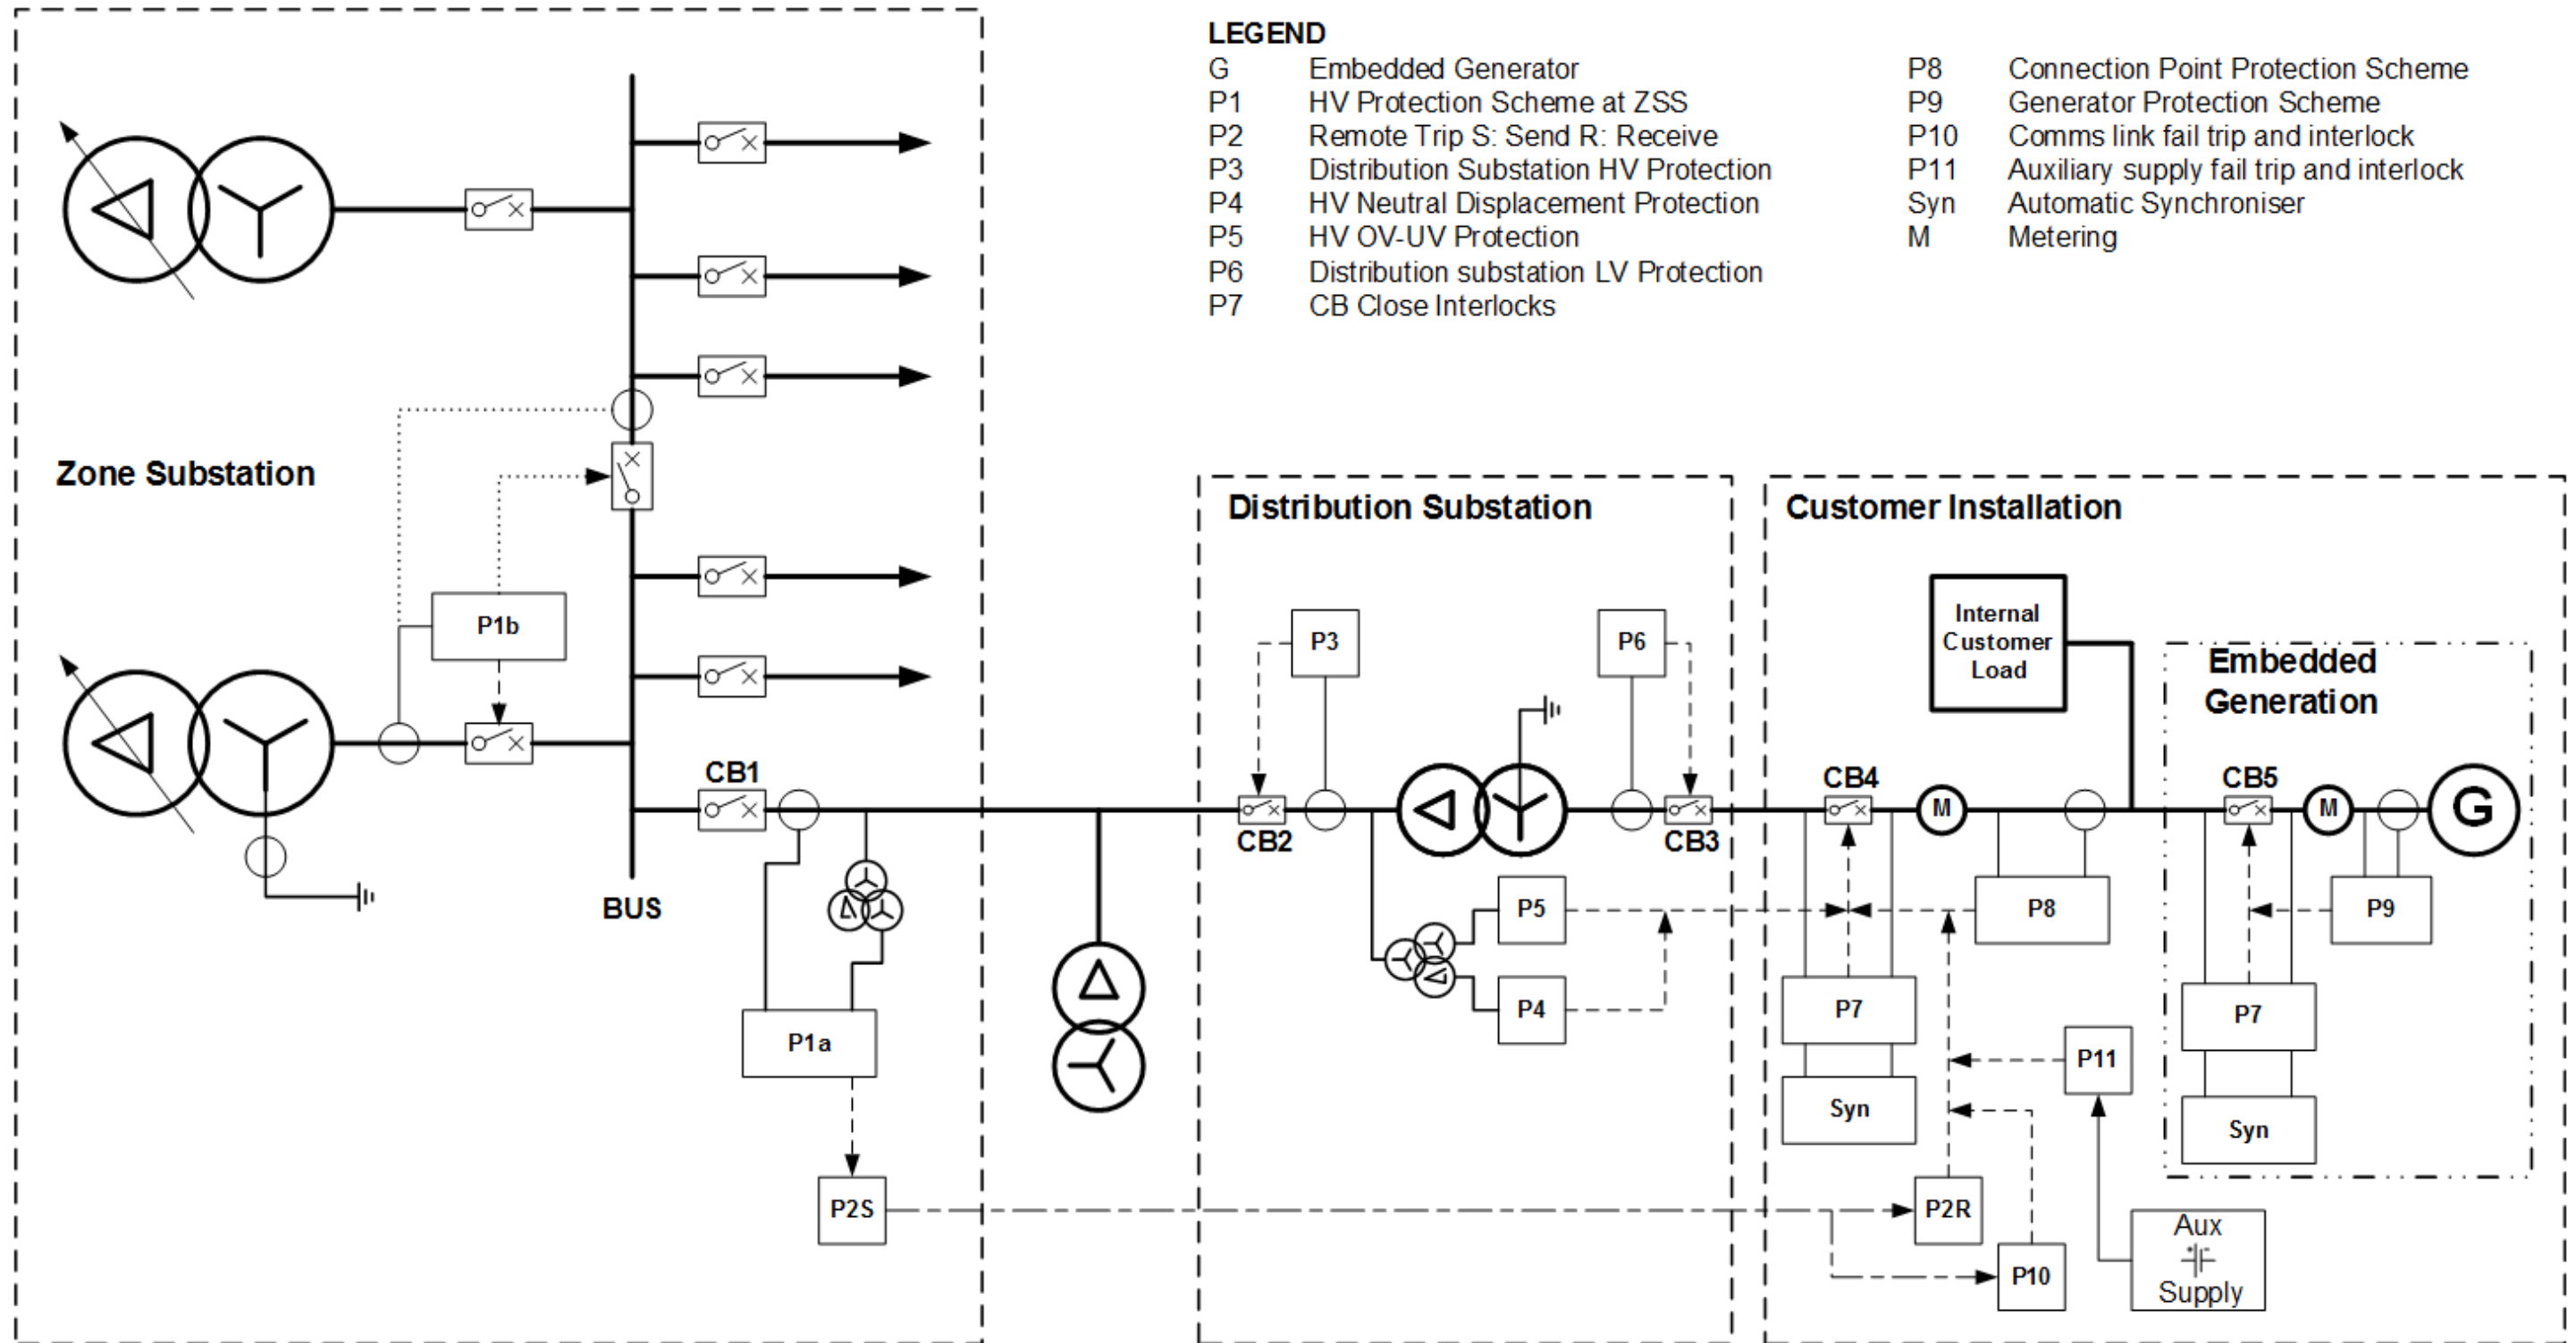 LEGEND
G Embedded Generator
P1 HV Protection Scheme at ZSS
P2 Remote Trip S: Send R: Receive
P3 Distribution Substation HV Protection
P4 HV Neutral Displacement Protection
P5 HV OV-UV Protection
P6 Distribution substation LV Protection
P7 CB Close Interlocks
P8 Connection Point Protection Scheme
P9 Generator Protection Scheme
P10 Comms link fail trip and interlock
P11 Auxiliary supply fail trip and interlock
Syn Automatic Synchroniser
M Metering
Zone Substation
P1b
CB1
BUS
P1a
P2S
Distribution Substation
P3
P6
CB2
CB3
P5
P4
Customer Installation
Internal
Customer
Load
Embedded
Generation
CB4
M
CB5
M
G
P8
P9
P7
P7
Syn
Syn
P11
P2R
P10
Aux
Supply